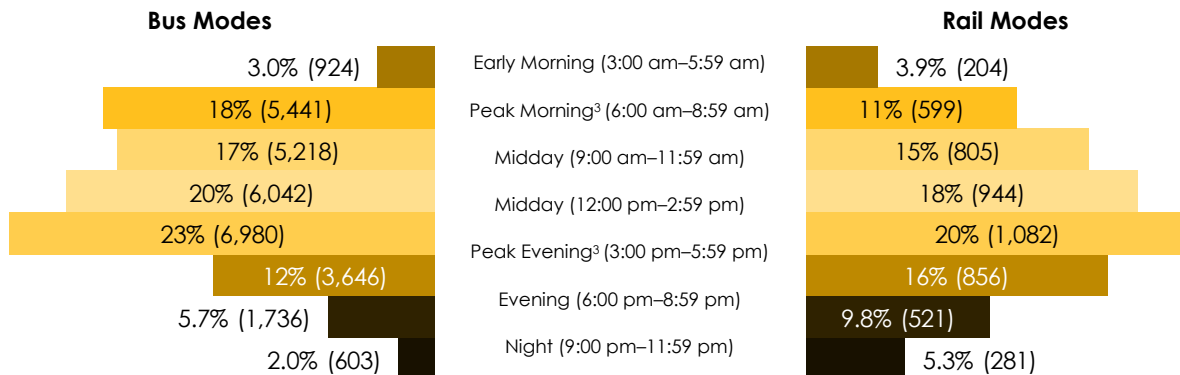 Bus Modes
Rail Modes
3.0% (924)
Early Morning (3:00 am–5:59 am)
3.9% (204)
18% (5,441)
Peak Morning³ (6:00 am–8:59 am)
11% (599)
17% (5,218)
Midday (9:00 am–11:59 am)
15% (805)
20% (6,042)
Midday (12:00 pm–2:59 pm)
18% (944)
23% (6,980)
Peak Evening³ (3:00 pm–5:59 pm)
20% (1,082)
12% (3,646)
Evening (6:00 pm–8:59 pm)
16% (856)
5.7% (1,736)
Night (9:00 pm–11:59 pm)
9.8% (521)
2.0% (603)
5.3% (281)